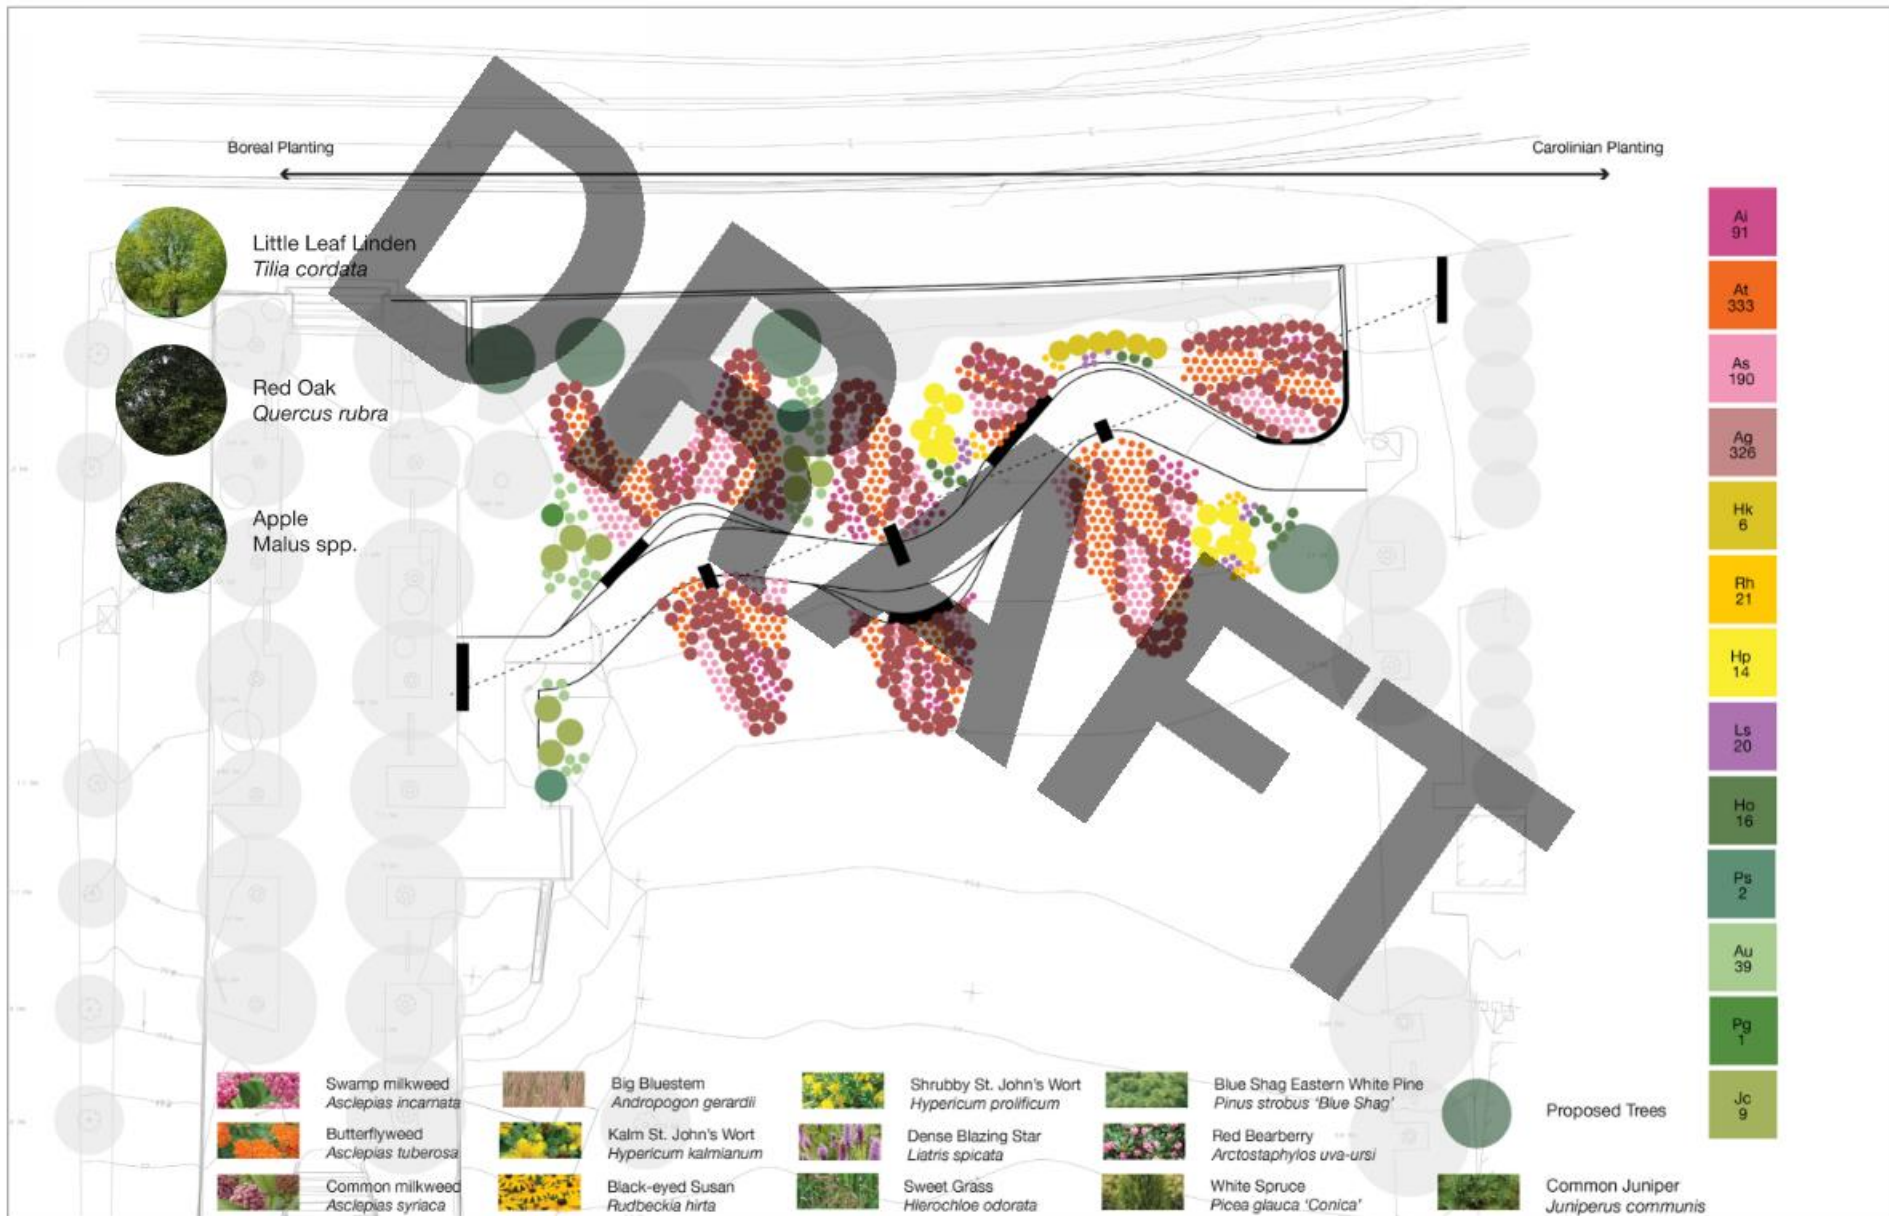 Boreal Planting
Carolinian Planting
Little Leaf Linden
Tilia cordata
Red Oak
Quercus rubra
Apple
Malus spp.
DRAFT
Ai
91
At
333
As
190
Ag
326
Hk
6
Rh
21
Hp
14
Ls
20
Ho
16
Ps
2
Au
39
Pg
1
Jc
9
Swamp milkweed
Asclepias incarnata
Butterflyweed
Asclepias tuberosa
Common milkweed
Asclepias syriaca
Big Bluestem
Andropogon gerardii
Kalm St. John's Wort
Hypericum kalmianum
Black-eyed Susan
Rudbeckia hirta
Shrubby St. John's Wort
Hypericum prolificum
Dense Blazing Star
Liatris spicata
Sweet Grass
Hierochloe odorata
Blue Shag Eastern White Pine
Pinus strobus 'Blue Shag'
Red Bearberry
Arctostaphylos uva-ursi
White Spruce
Picea glauca 'Conica'
Proposed Trees
Common Juniper
Juniperus communis